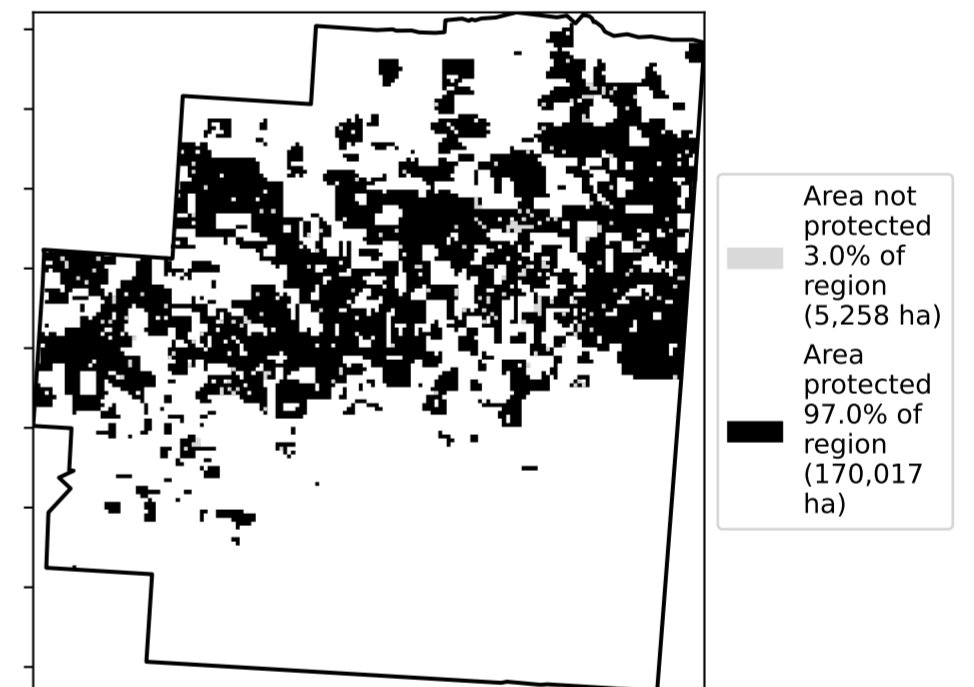 Area not
protected
3.0% of
region
(5,258 ha)
Area
protected
97.0% of
region
(170,017
ha)